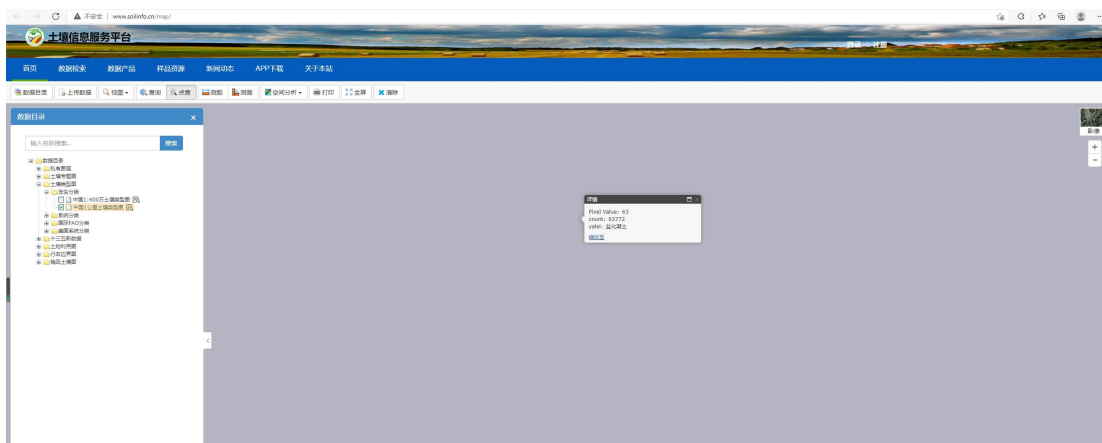 不安全 | www.soilinfo.cn/map/
土壤信息服务平台
登录 注册
首页 数据检索 数据产品 样品资源 新闻动态 APP下载 关于本站
数据目录 上传数据 视图 查询 点查 测距 测面 空间分析 打印 全屏 清除
数据目录 ×
输入名称搜索... 搜索
影像
+
-
数据目录
私有图层
土壤专题图
土壤类型图
发生分类
中国1:400万土壤类型图
中国1公里土壤类型图
系统分类
国际FAO分类
美国系统分类
十三五新数据
土地利用图
行政边界图
精品土壤图
详情
Pixel Value: 63
count: 63772
yalei: 盐化潮土
缩放至
<